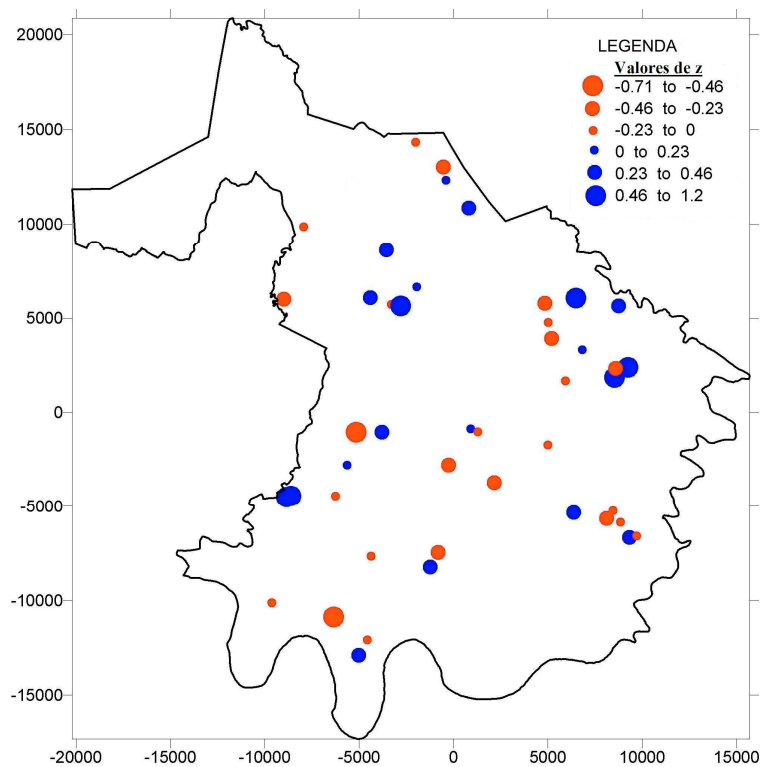 LEGENDA
Valores de z
-0.71 to -0.46
-0.46 to -0.23
-0.23 to 0
0 to 0.23
0.23 to 0.46
0.46 to 1.2
20000
15000
10000
5000
0
-5000
-10000
-15000
-20000 -15000 -10000 -5000 0 5000 10000 15000